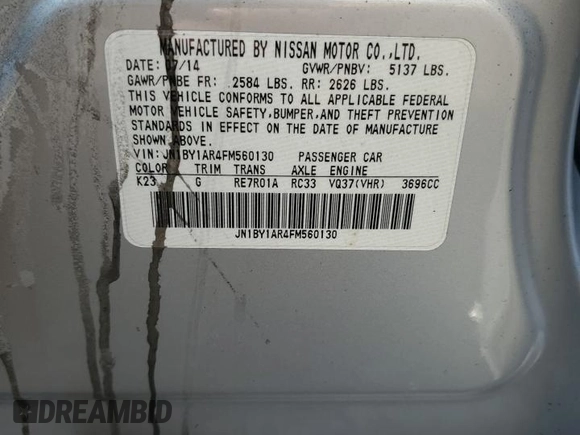 MANUFACTURED BY NISSAN MOTOR CO.,LTD.
DATE: 07/14 GVWR/PNBV: 5137 LBS.
GAWR/PNBE FR: 2584 LBS. RR: 2626 LBS.
THIS VEHICLE CONFORMS TO ALL APPLICABLE FEDERAL
MOTOR VEHICLE SAFETY,BUMPER,AND THEFT PREVENTION
STANDARDS IN EFFECT ON THE DATE OF MANUFACTURE
SHOWN ABOVE.
VIN: JN1BY1AR4FM560130 PASSENGER CAR
COLOR TRIM TRANS AXLE ENGINE
K23 G RE7R01A RC33 VQ37(VHR) 3696CC
JN1BY1AR4FM560130
DREAMBID